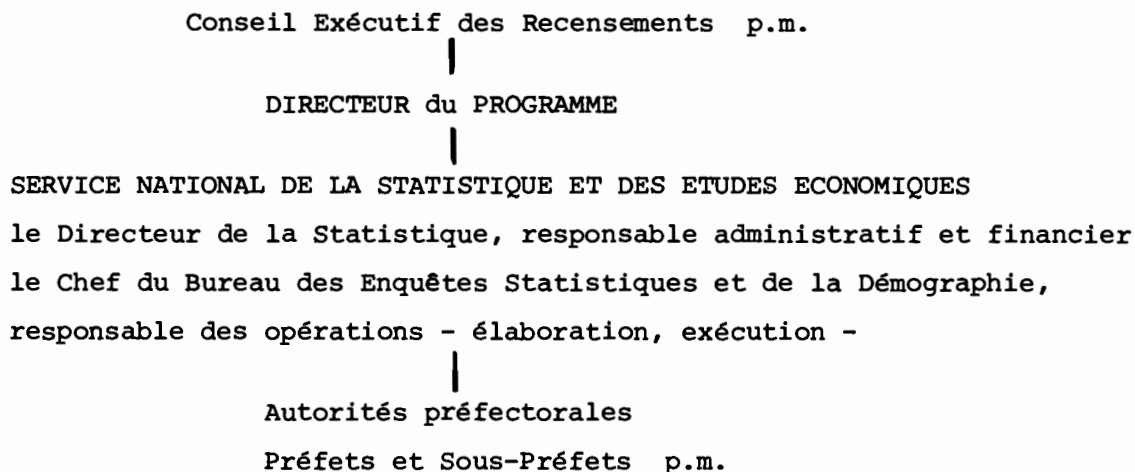 Conseil Exécutif des Recensements p.m.
DIRECTEUR du PROGRAMME
SERVICE NATIONAL DE LA STATISTIQUE ET DES ETUDES ECONOMIQUES
le Directeur de la Statistique, responsable administratif et financier
le Chef du Bureau des Enquêtes Statistiques et de la Démographie,
responsable des opérations - élaboration, exécution -
Autorités préfectorales
Préfets et Sous-Préfets p.m.